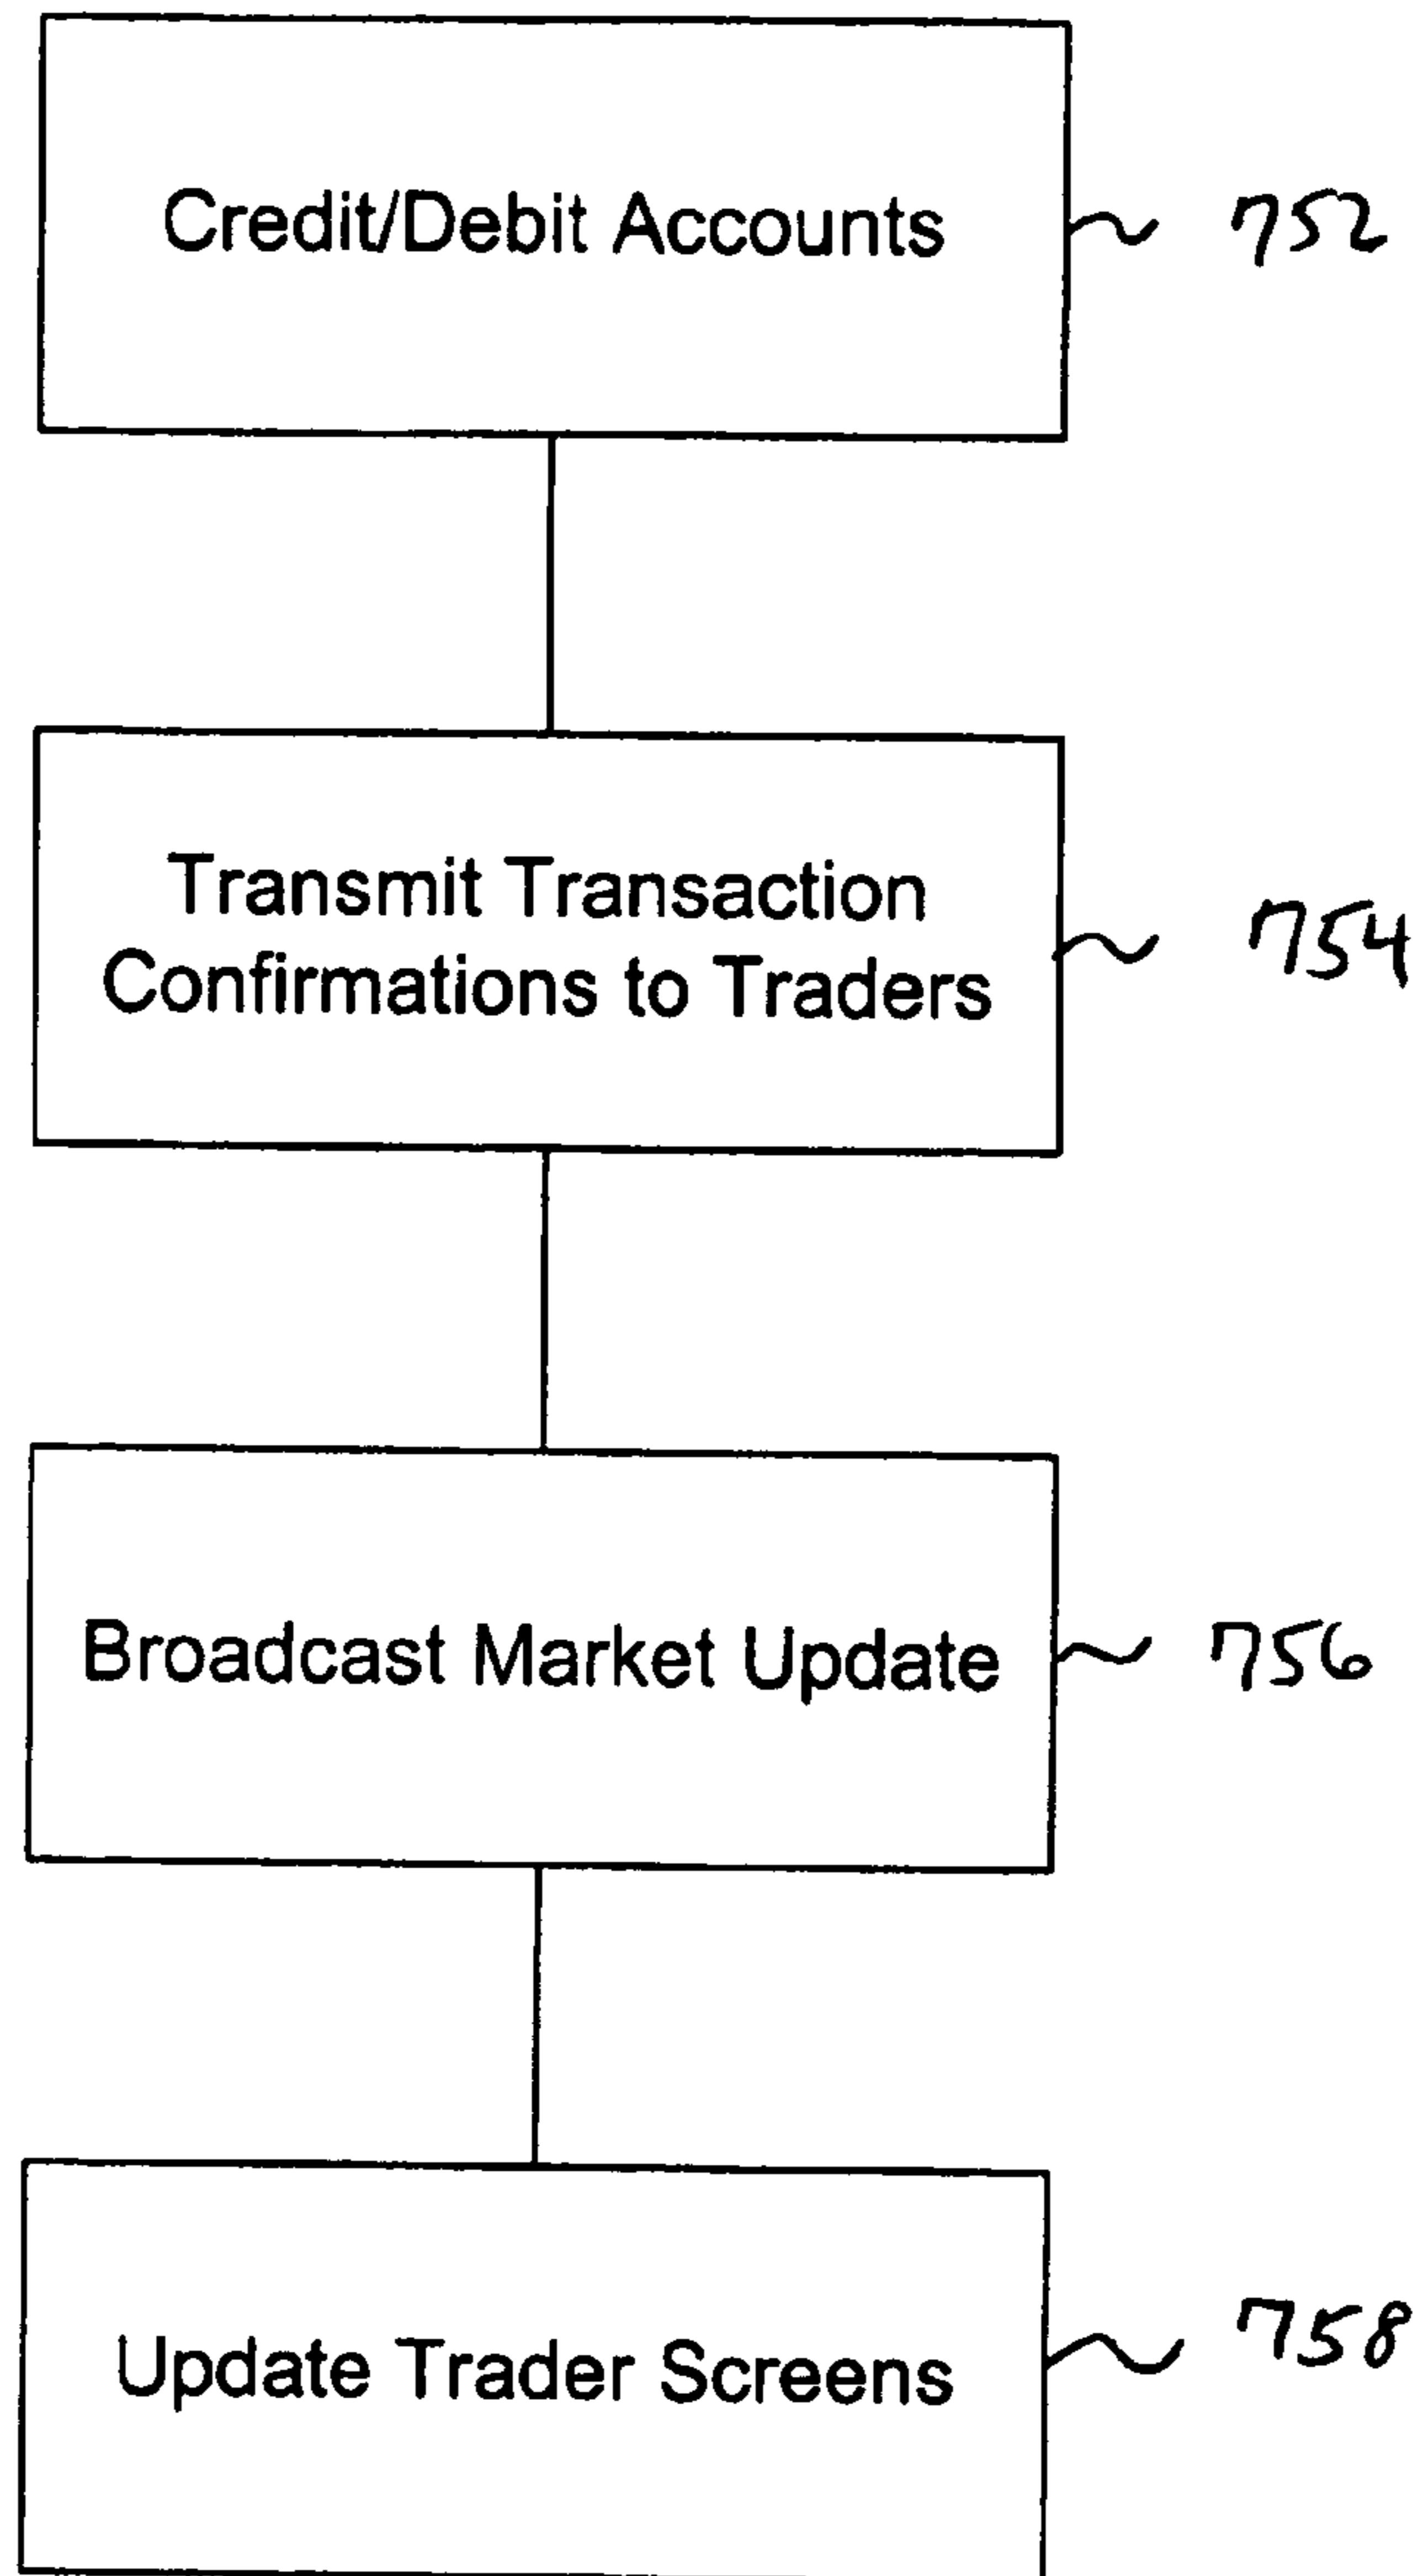 Credit/Debit Accounts
752
Transmit Transaction
Confirmations to Traders
754
Broadcast Market Update
756
Update Trader Screens
758